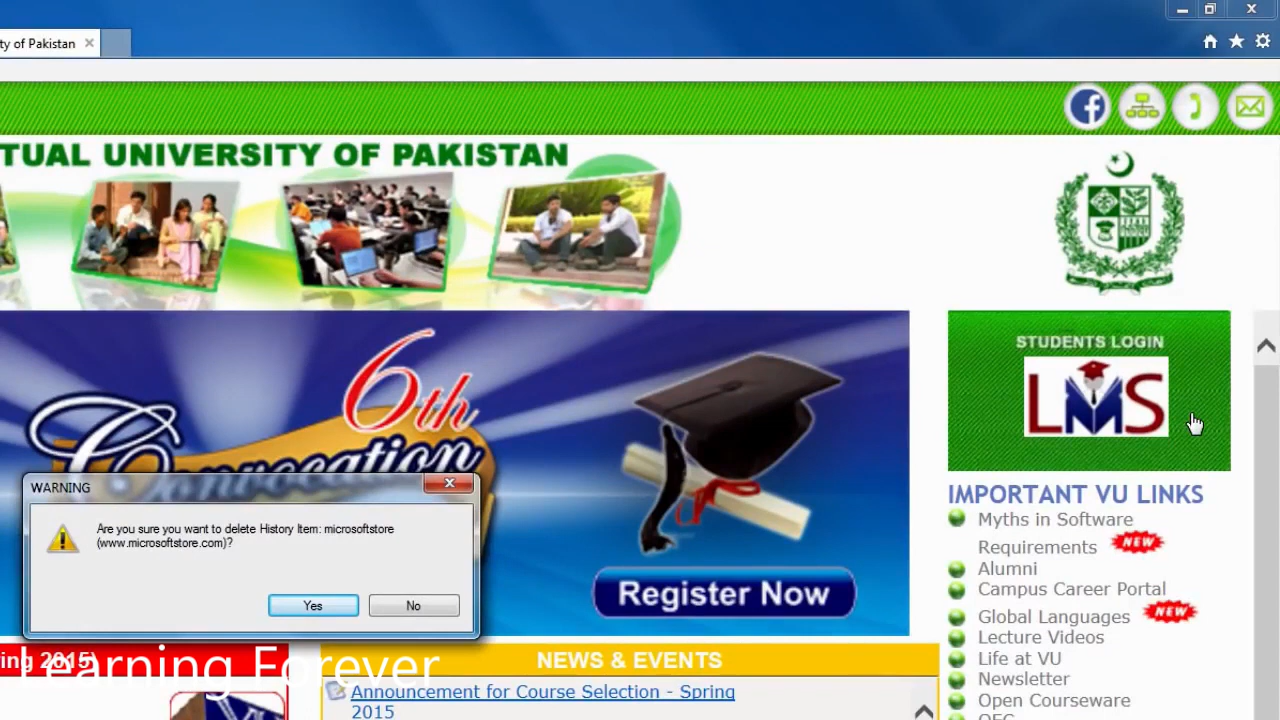 ty of Pakistan
TUAL UNIVERSITY OF PAKISTAN
STUDENTS LOGIN
LMS
6th
Convocation
WARNING
Are you sure you want to delete History Item: microsoftstore
(www.microsoftstore.com)?
Yes
No
Register Now
IMPORTANT VU LINKS
Myths in Software
Requirements NEW
Alumni
Campus Career Portal
Global Languages NEW
Lecture Videos
Life at VU
Newsletter
Open Courseware
ing 2015)
Learning Forever
NEWS & EVENTS
Announcement for Course Selection - Spring
2015